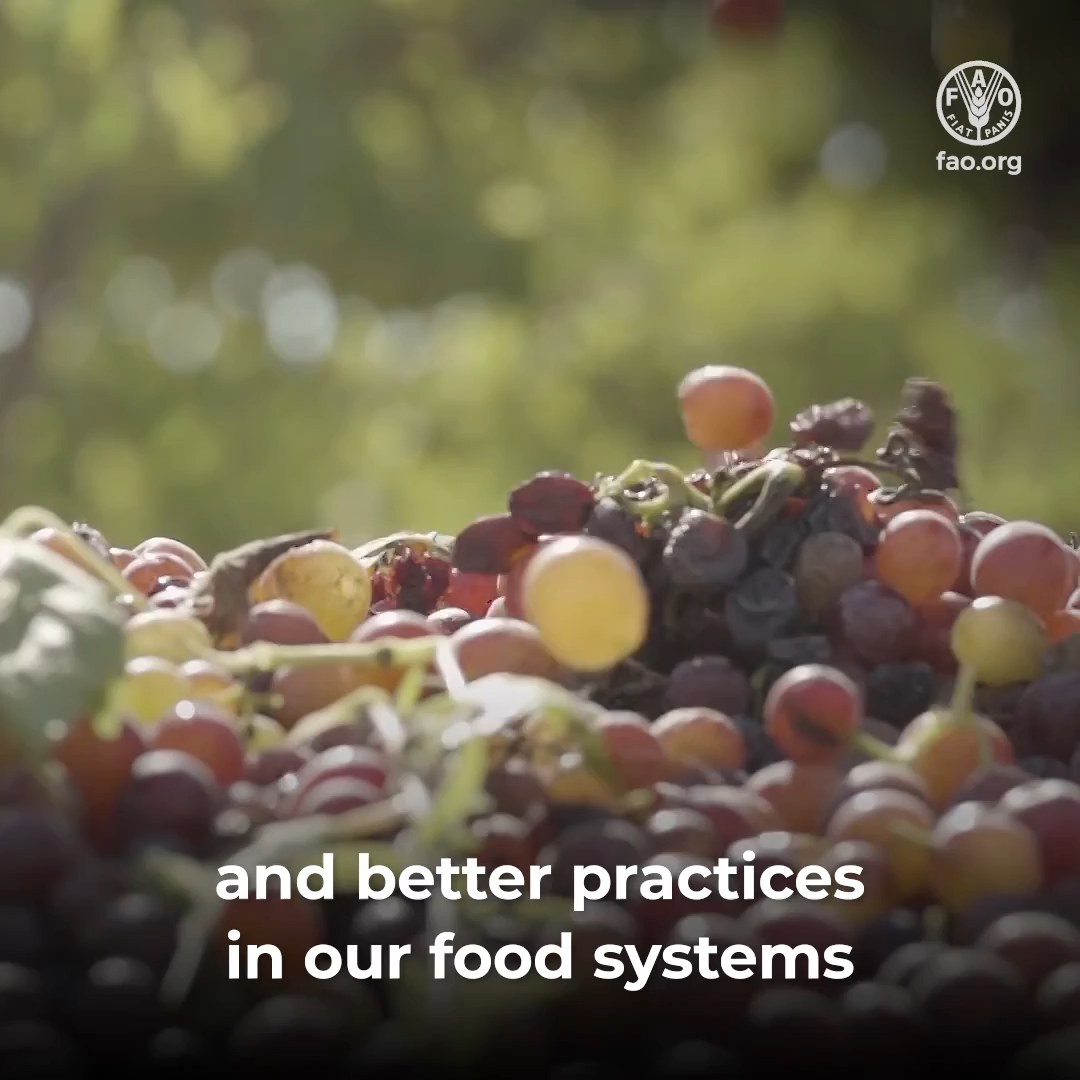 FAO
FIAT PANIS
fao.org
and better practices
in our food systems